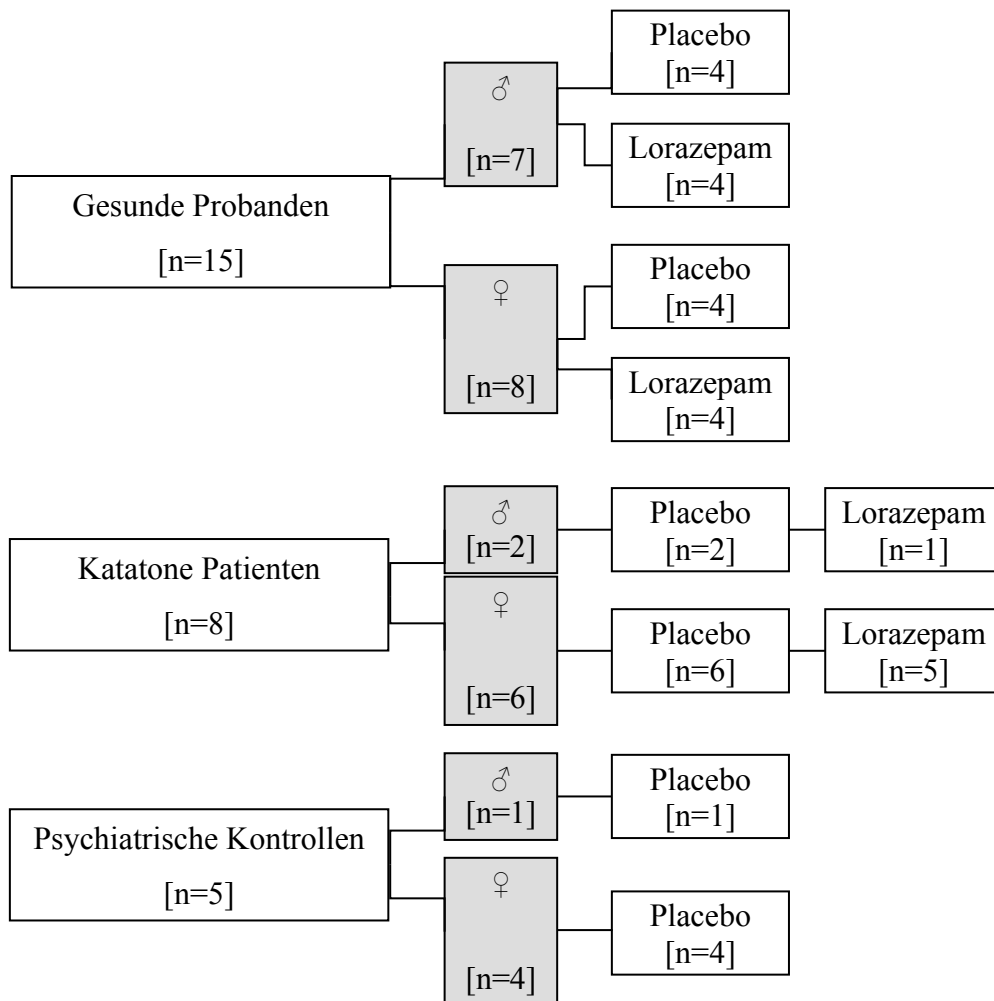 Gesunde Probanden
[n=15]
♂
[n=7]
Placebo
[n=4]
Lorazepam
[n=4]
♀
[n=8]
Placebo
[n=4]
Lorazepam
[n=4]
Katatone Patienten
[n=8]
♂
[n=2]
Placebo
[n=2]
Lorazepam
[n=1]
♀
[n=6]
Placebo
[n=6]
Lorazepam
[n=5]
Psychiatrische Kontrollen
[n=5]
♂
[n=1]
Placebo
[n=1]
♀
[n=4]
Placebo
[n=4]